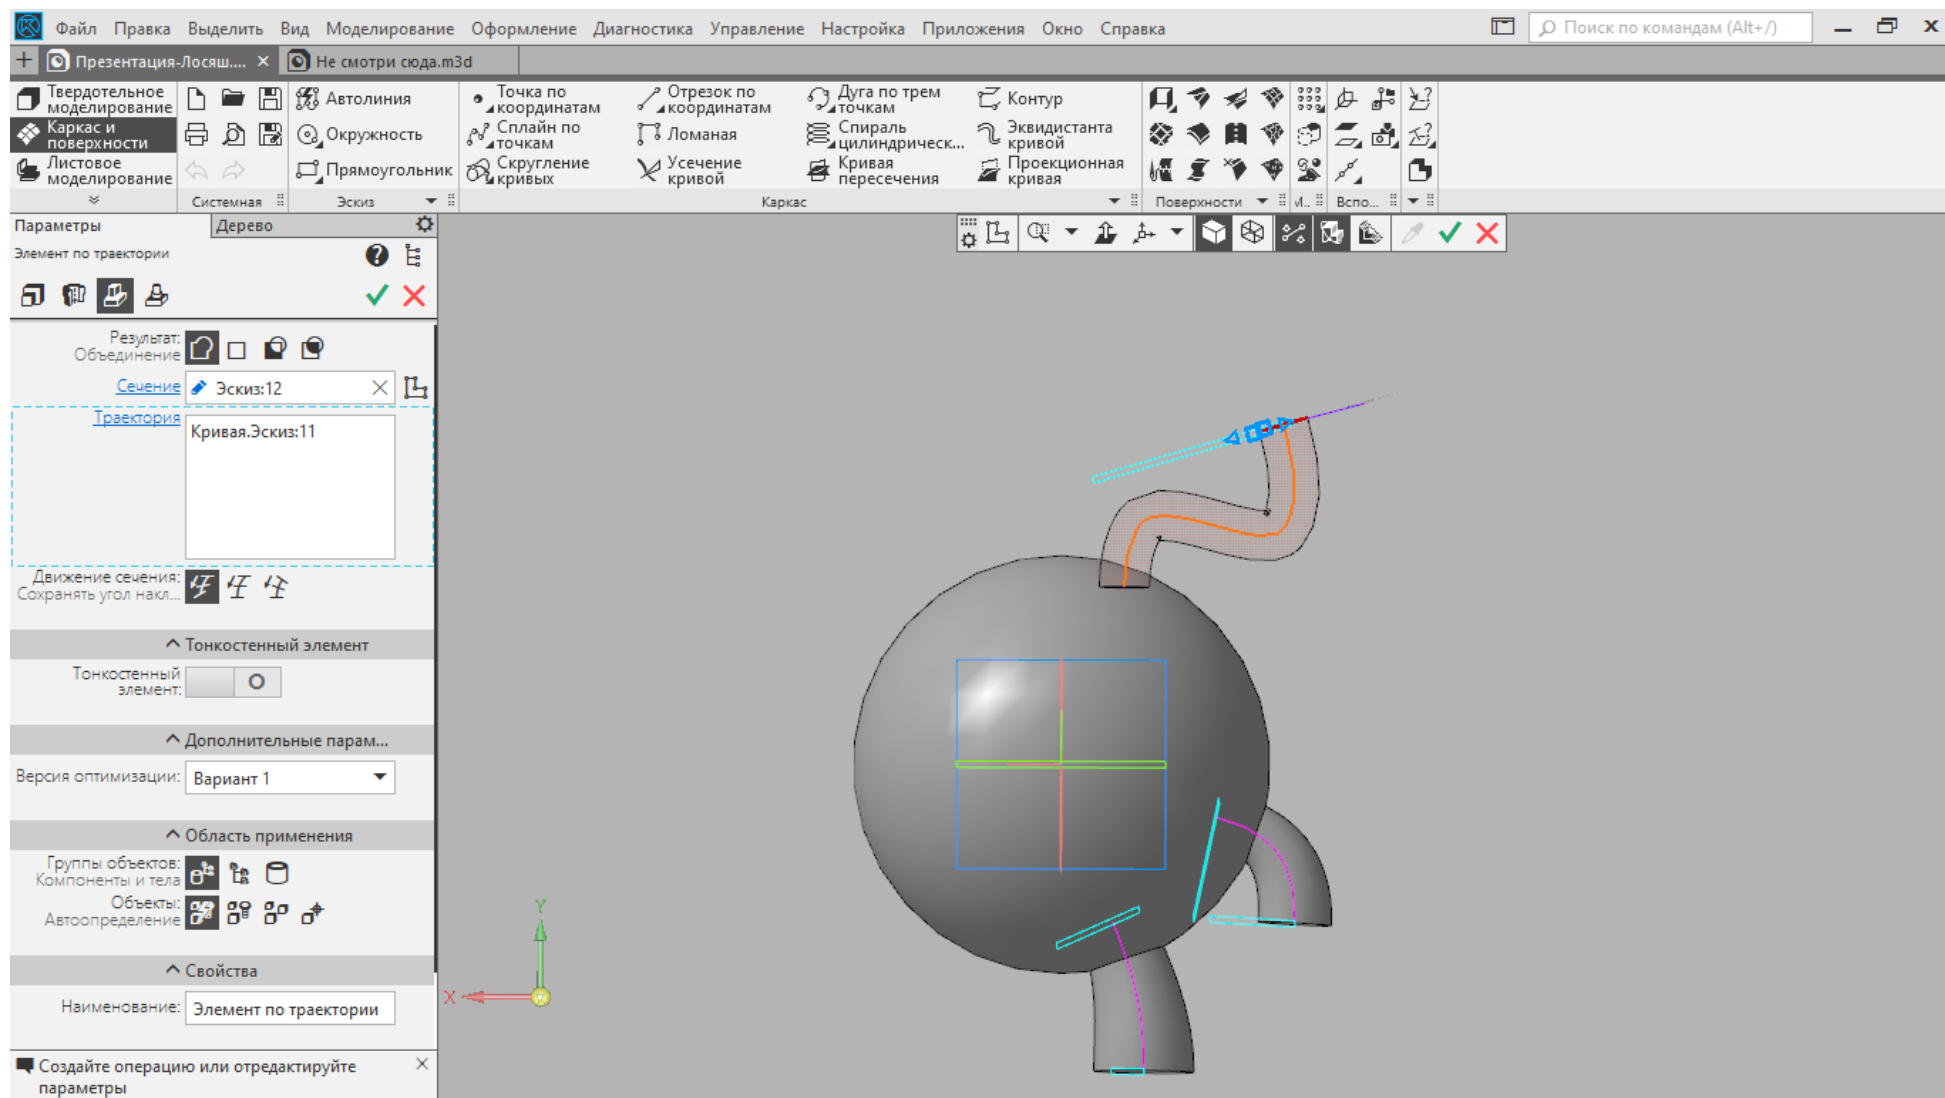 Файл Правка Выделить Вид Моделирование Оформление Диагностика Управление Настройка Приложения Окно Справка
Поиск по командам (Alt+/)
Презентация-Лосяш....
Не смотри сюда.m3d
Твердотельное
моделирование
Каркас и
поверхности
Листовое
моделирование
Системная
Автолиния
Окружность
Прямоугольник
Эскиз
Точка по
координатам
Сплайн по
точкам
Скругление
кривых
Отрезок по
координатам
Ломаная
Усечение
кривой
Дуга по трем
точкам
Спираль
цилиндрическ...
Кривая
пересечения
Контур
Эквидистанта
кривой
Проекционная
кривая
Каркас
Поверхности
И..
Вспо...
Параметры
Дерево
Элемент по траектории
Результат:
Объединение
Сечение
Эскиз:12
Траектория
Кривая.Эскиз:11
Движение сечения:
Сохранять угол накл...
Тонкостенный элемент
Тонкостенный
элемент:
Дополнительные парам...
Версия оптимизации:
Вариант 1
Область применения
Группы объектов:
Компоненты и тела
Объекты:
Автоопределение
Свойства
Наименование:
Элемент по траектории
Создайте операцию или отредактируйте
параметры
Y
X